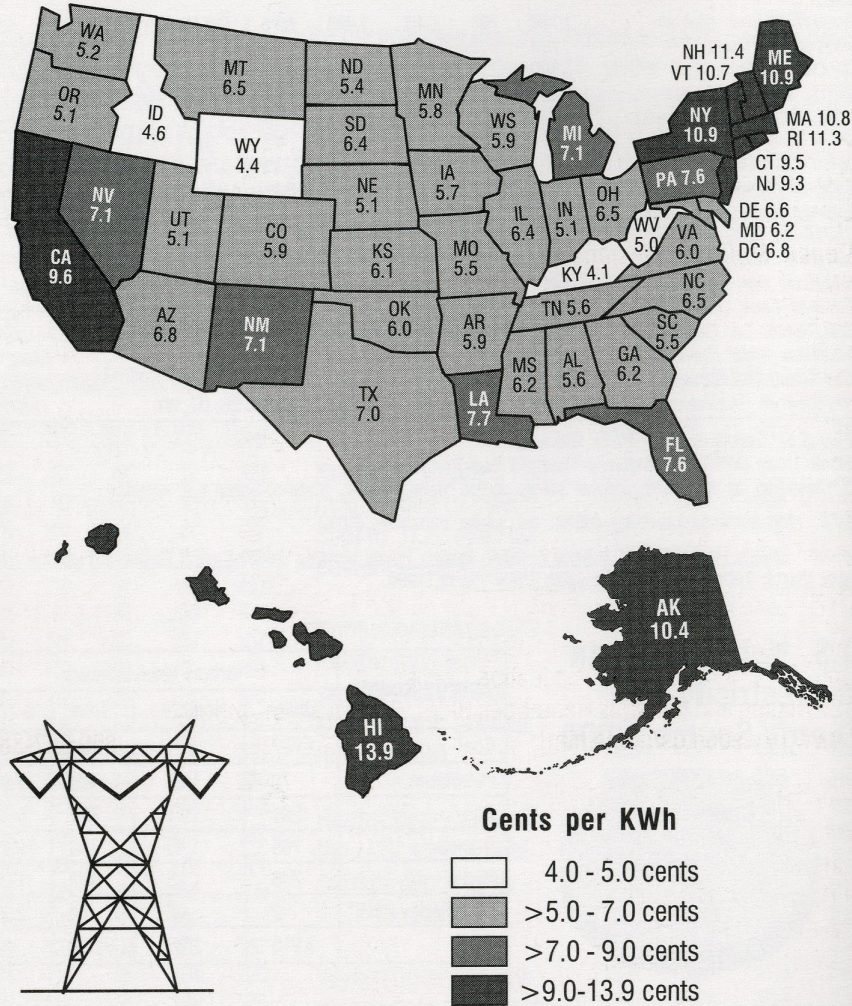 WA
5.2
OR
5.1
ID
4.6
MT
6.5
WY
4.4
ND
5.4
SD
6.4
NE
5.1
MN
5.8
IA
5.7
WS
5.9
MI
7.1
NH 11.4
VT 10.7
ME
10.9
NY
10.9
MA 10.8
RI 11.3
CT 9.5
NJ 9.3
PA 7.6
DE 6.6
MD 6.2
DC 6.8
NV
7.1
UT
5.1
CO
5.9
KS
6.1
MO
5.5
IL
6.4
IN
5.1
OH
6.5
WV
5.0
VA
6.0
KY 4.1
CA
9.6
AZ
6.8
NM
7.1
OK
6.0
AR
5.9
TN 5.6
NC
6.5
SC
5.5
MS
6.2
AL
5.6
GA
6.2
TX
7.0
LA
7.7
FL
7.6
AK
10.4
HI
13.9
Cents per KWh
4.0 - 5.0 cents
>5.0 - 7.0 cents
>7.0 - 9.0 cents
>9.0-13.9 cents